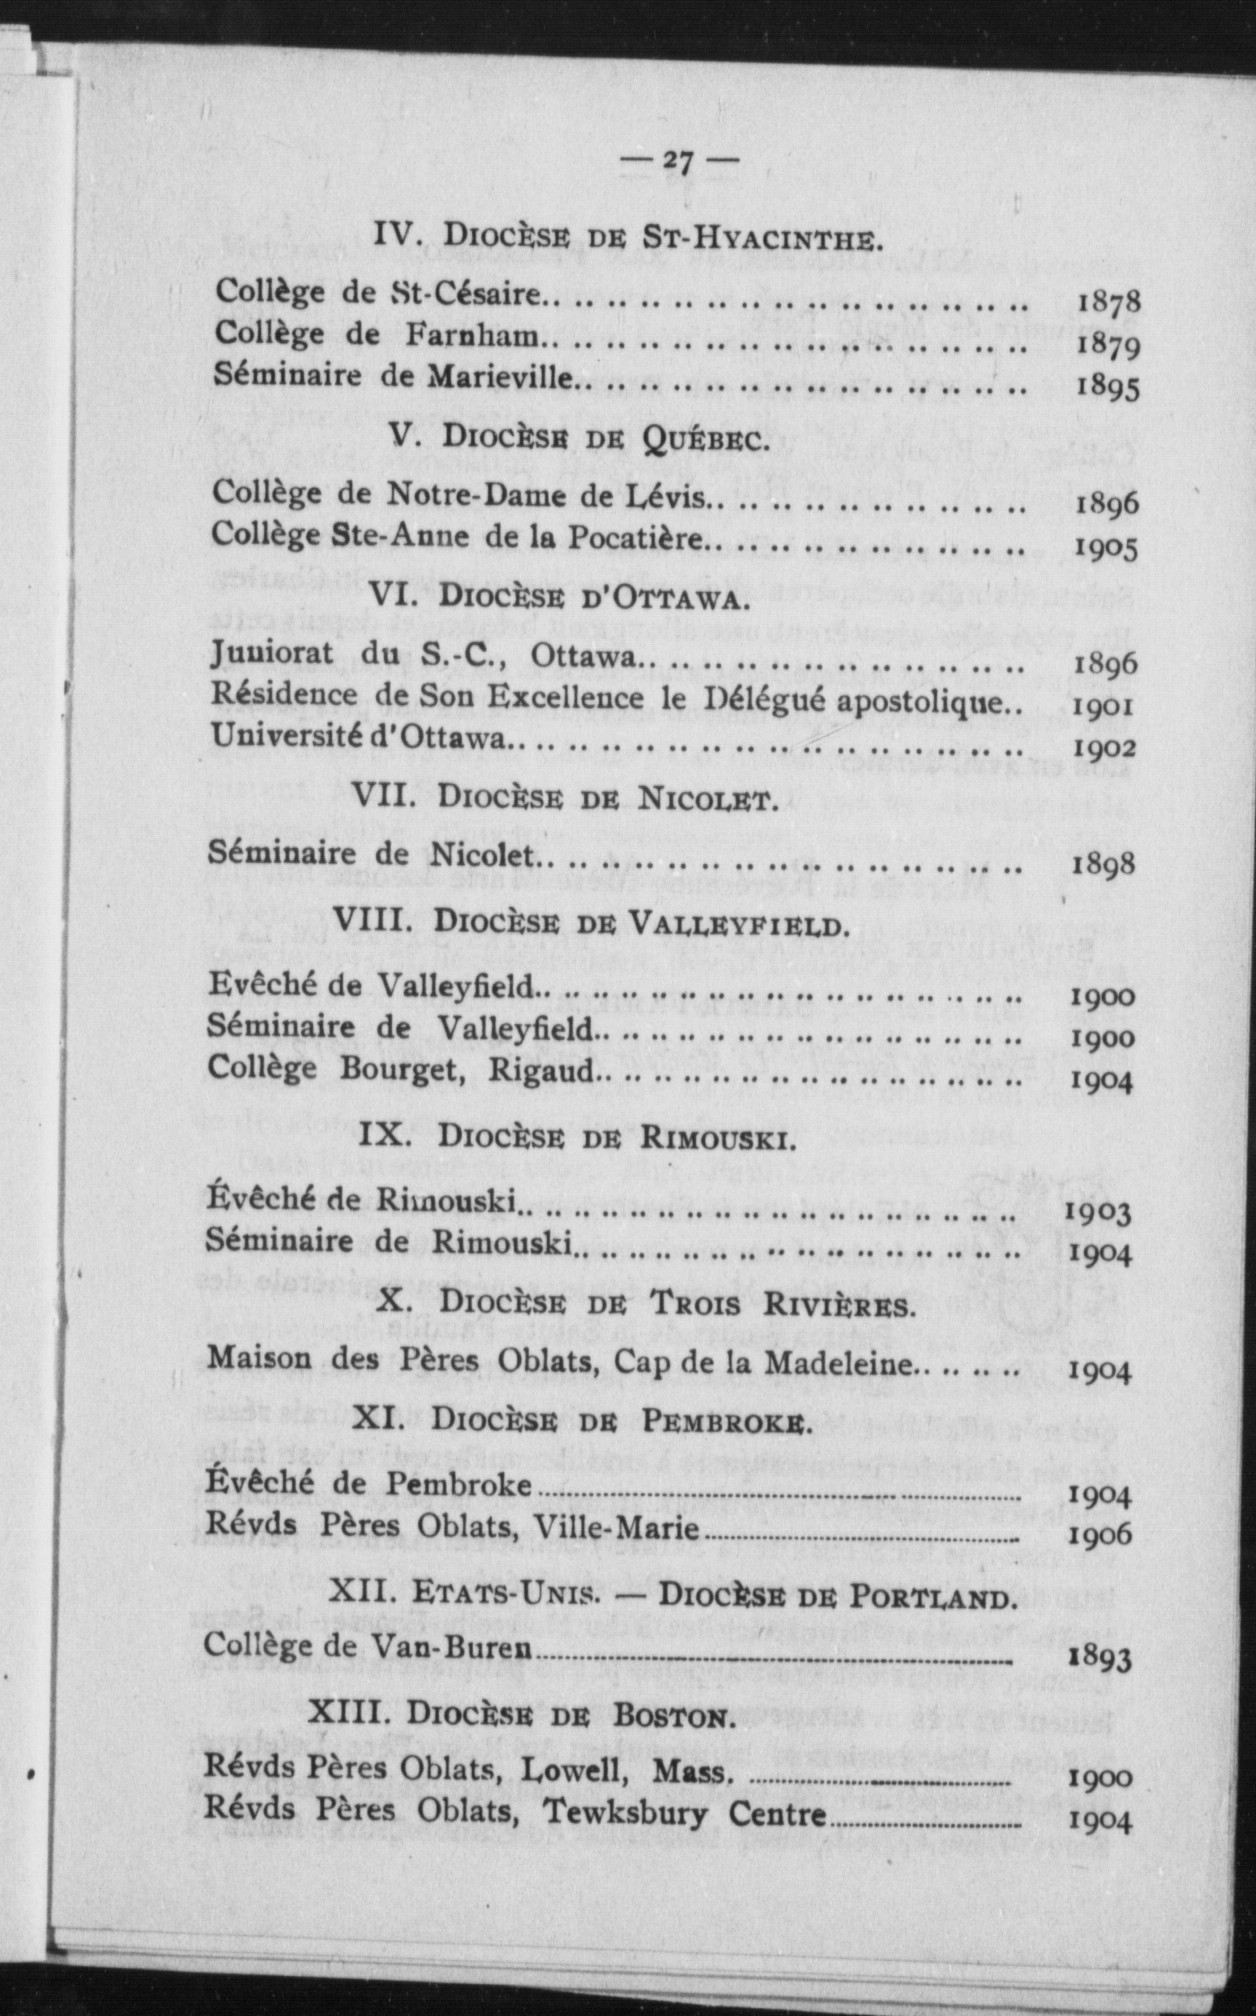 — 27 —
IV. DIOCÈSE DE ST-HYACINTHE.
Collège de St-Césaire.. .. .. .. .. .. .. .. .. .. .. .. .. .. .. 1878
Collège de Farnham.. .. .. .. .. .. .. .. .. .. .. .. .. .. .. 1879
Séminaire de Marieville.. .. .. .. .. .. .. .. .. .. .. .. .. .. 1895
V. DIOCÈSE DE QUÉBEC.
Collège de Notre-Dame de Lévis.. .. .. .. .. .. .. .. .. .. 1896
Collège Ste-Anne de la Pocatière.. .. .. .. .. .. .. .. .. .. 1905
VI. DIOCÈSE D'OTTAWA.
Juniorat du S.-C., Ottawa.. .. .. .. .. .. .. .. .. .. .. .. 1896
Résidence de Son Excellence le Délégué apostolique.. 1901
Université d'Ottawa.. .. .. .. .. .. .. .. .. .. .. .. .. .. .. .. 1902
VII. DIOCÈSE DE NICOLET.
Séminaire de Nicolet.. .. .. .. .. .. .. .. .. .. .. .. .. .. .. 1898
VIII. DIOCÈSE DE VALLEYFIELD.
Evêché de Valleyfield.. .. .. .. .. .. .. .. .. .. .. .. .. .. .. .. .. 1900
Séminaire de Valleyfield.. .. .. .. .. .. .. .. .. .. .. .. .. .. .. 1900
Collège Bourget, Rigaud.. .. .. .. .. .. .. .. .. .. .. .. .. .. .. 1904
IX. DIOCÈSE DE RIMOUSKI.
Évêché de Rimouski.. .. .. .. .. .. .. .. .. .. .. .. .. .. .. .. .. .. 1903
Séminaire de Rimouski.. .. .. .. .. .. .. .. .. .. .. .. .. .. .. .. 1904
X. DIOCÈSE DE TROIS RIVIÈRES.
Maison des Pères Oblats, Cap de la Madeleine.. .. .. .. 1904
XI. DIOCÈSE DE PEMBROKE.
Évêché de Pembroke.......... 1904
Révds Pères Oblats, Ville-Marie.......... 1906
XII. ETATS-UNIS. — DIOCÈSE DE PORTLAND.
Collège de Van-Buren.......... 1893
XIII. DIOCÈSE DE BOSTON.
Révds Pères Oblats, Lowell, Mass. .......... 1900
Révds Pères Oblats, Tewksbury Centre.......... 1904